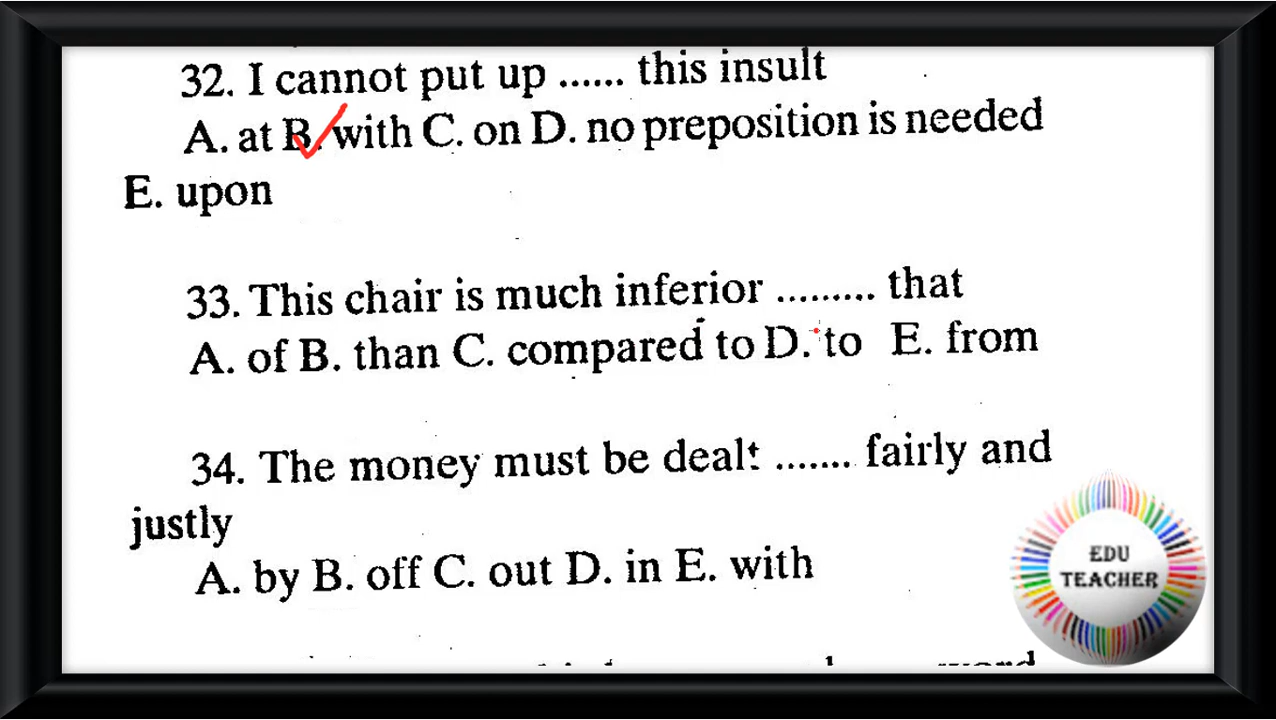 32. I cannot put up ...... this insult
A. at B. with C. on D. no preposition is needed
E. upon
33. This chair is much inferior ......... that
A. of B. than C. compared to D. to E. from
34. The money must be dealt ....... fairly and
justly
A. by B. off C. out D. in E. with
EDU
TEACHER